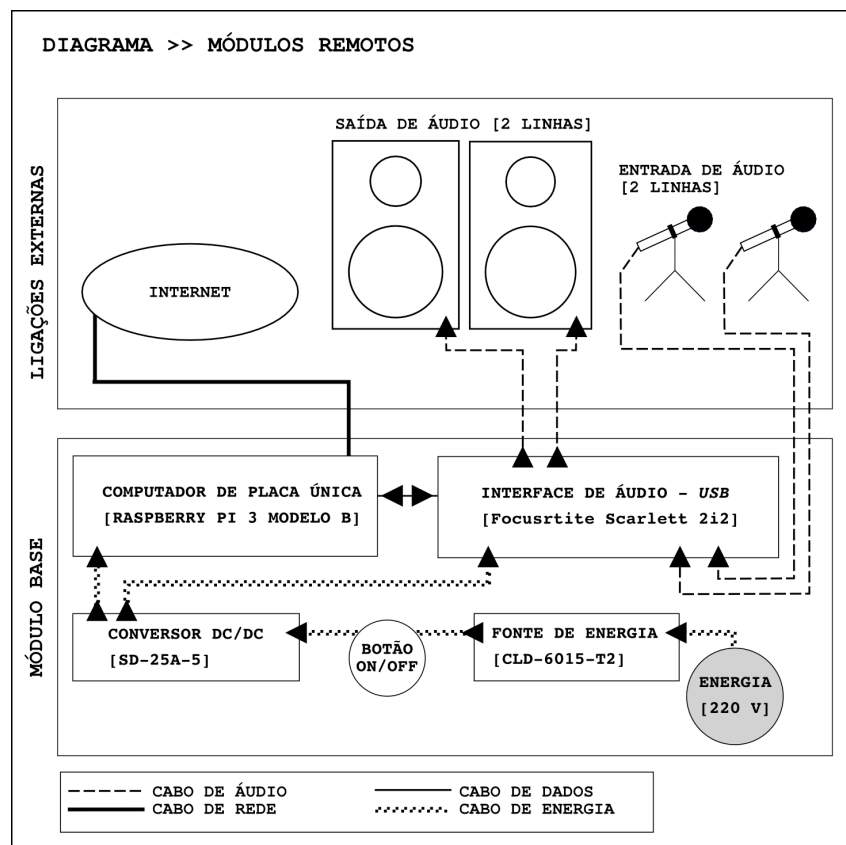 DIAGRAMA >> MÓDULOS REMOTOS
LIGAÇÕES EXTERNAS
SAÍDA DE ÁUDIO [2 LINHAS]
ENTRADA DE ÁUDIO
[2 LINHAS]
INTERNET
MÓDULO BASE
COMPUTADOR DE PLACA ÚNICA
[RASPBERRY PI 3 MODELO B]
INTERFACE DE ÁUDIO – USB
[Focusrtite Scarlett 2i2]
CONVERSOR DC/DC
[SD-25A-5]
BOTÃO
ON/OFF
FONTE DE ENERGIA
[CLD-6015-T2]
ENERGIA
[220 V]
CABO DE ÁUDIO
CABO DE DADOS
CABO DE REDE
CABO DE ENERGIA